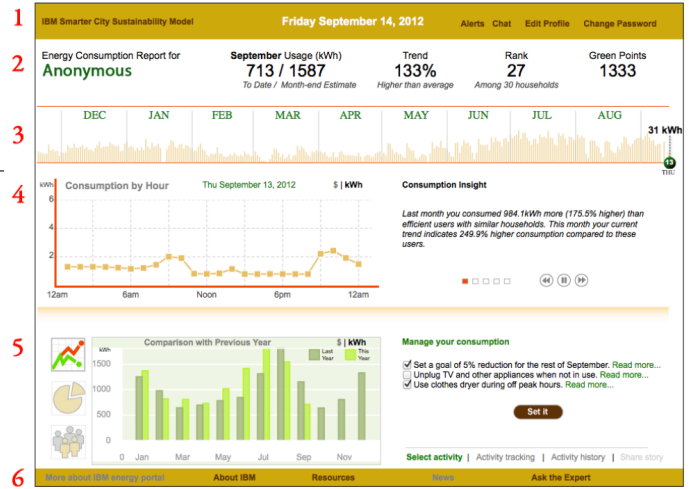 1
IBM Smarter City Sustainability Model
Friday September 14, 2012
Alerts Chat Edit Profile Change Password
2
Energy Consumption Report for
Anonymous
September Usage (kWh)
713 / 1587
To Date / Month-end Estimate
Trend
133%
Higher than average
Rank
27
Among 30 households
Green Points
1333
3
DEC JAN FEB MAR APR MAY JUN JUL AUG
31 kWh
13
THU
4
kWh Consumption by Hour Thu September 13, 2012 $ | kWh
6
4
2
12am 6am Noon 6pm 12am
Consumption Insight
Last month you consumed 984.1kWh more (175.5% higher) than
efficient users with similar households. This month your current
trend indicates 249.9% higher consumption compared to these
users.
5
Comparison with Previous Year $ | kWh
kWh
Last Year This Year
1500
1000
500
0
0 Jan Mar May Jul Sep Nov
Manage your consumption
Set a goal of 5% reduction for the rest of September. Read more...
Unplug TV and other appliances when not in use. Read more...
Use clothes dryer during off peak hours. Read more...
Set it
Select activity | Activity tracking | Activity history | Share story
6
More about IBM energy portal About IBM Resources News Ask the Expert